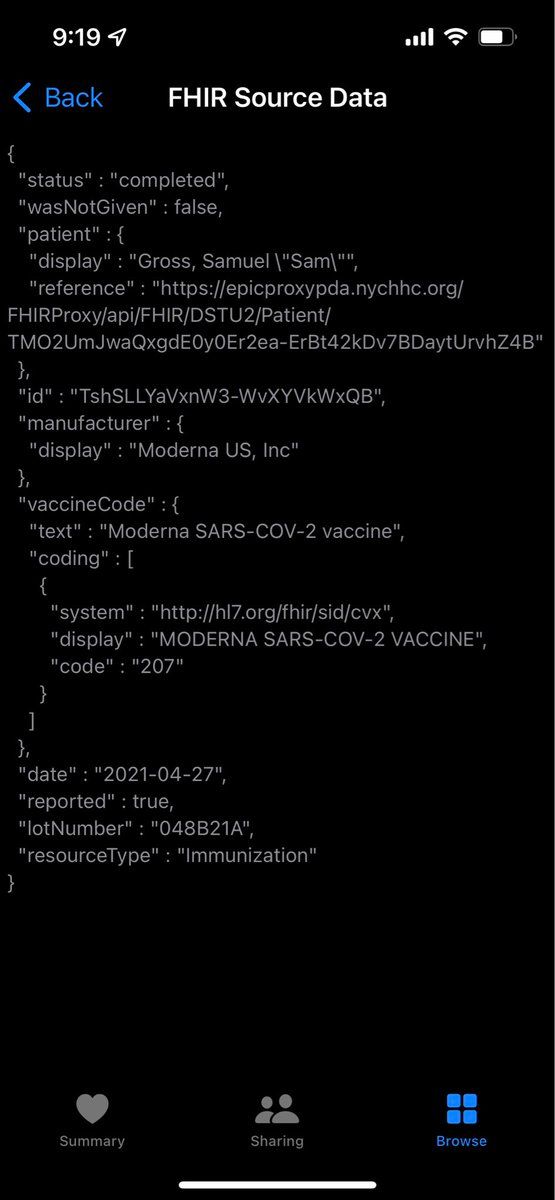 9:19
Back
FHIR Source Data
{
"status" : "completed",
"wasNotGiven" : false,
"patient" : {
"display" : "Gross, Samuel \"Sam\"",
"reference" : "https://epicproxypda.nychhc.org/
FHIRProxy/api/FHIR/DSTU2/Patient/
TMO2UmJwaQxgdE0y0Er2ea-ErBt42kDv7BDaytUrvhZ4B"
},
"id" : "TshSLLYaVxnW3-WvXYVkWxQB",
"manufacturer" : {
"display" : "Moderna US, Inc"
},
"vaccineCode" : {
"text" : "Moderna SARS-COV-2 vaccine",
"coding" : [
{
"system" : "http://hl7.org/fhir/sid/cvx",
"display" : "MODERNA SARS-COV-2 VACCINE",
"code" : "207"
}
]
},
"date" : "2021-04-27",
"reported" : true,
"lotNumber" : "048B21A",
"resourceType" : "Immunization"
}
Summary
Sharing
Browse